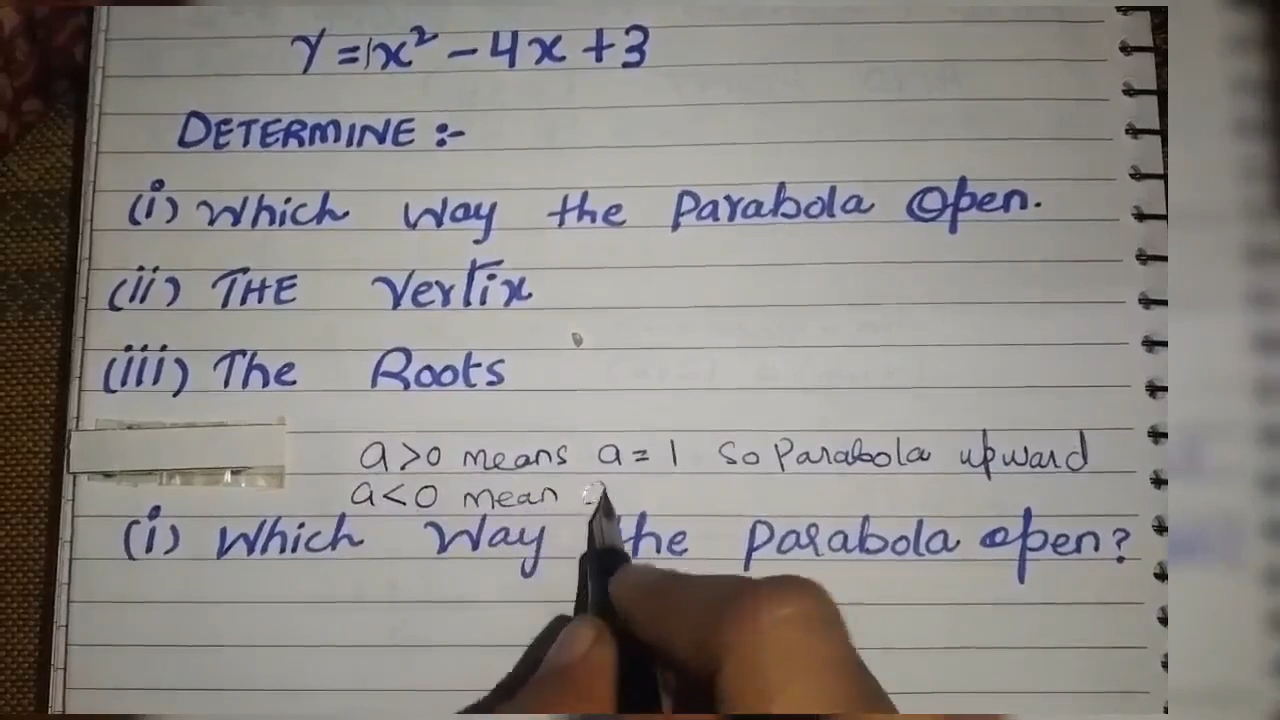 y = 1x² - 4x + 3
DETERMINE :-
(i) Which Way the Parabola Open.
(ii) THE Vertix
(iii) The Roots
a > 0 means a = 1 So Parabola upward
a < 0 mean a
(i) Which Way the Parabola open?